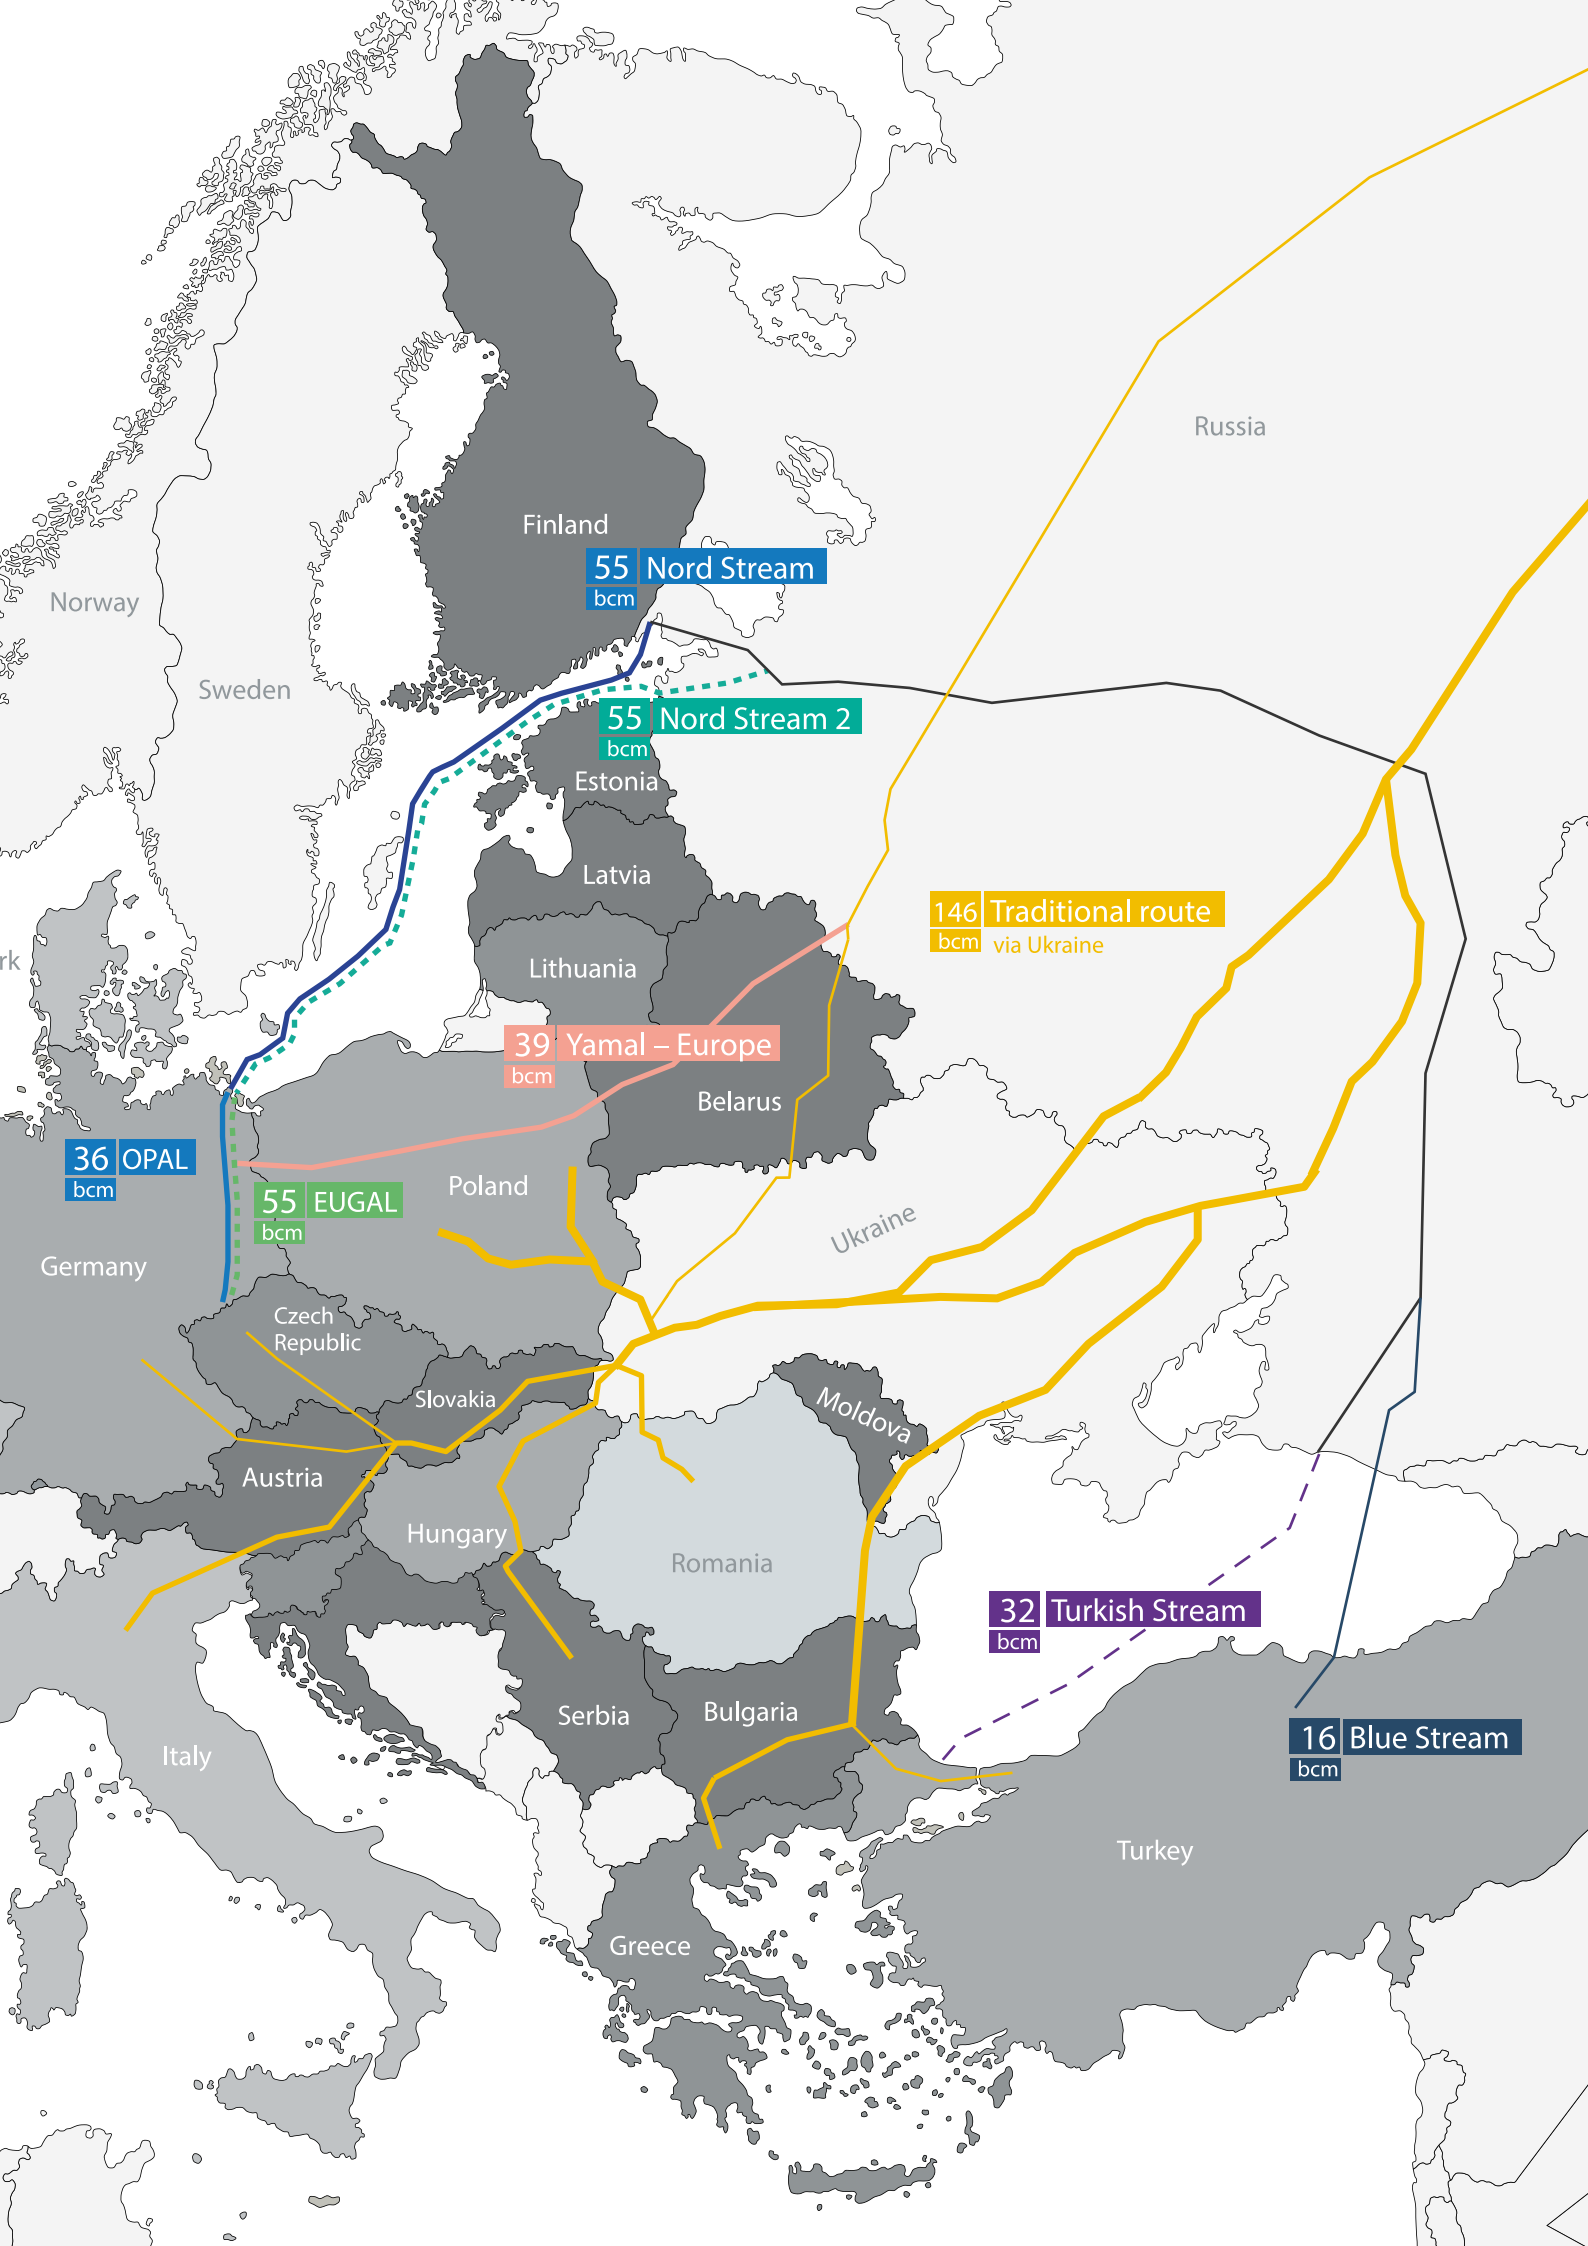 Russia
Finland
55 Nord Stream
bcm
Norway
Sweden
55 Nord Stream 2
bcm
Estonia
Latvia
146 Traditional route
bcm via Ukraine
rk
Lithuania
39 Yamal – Europe
bcm
Belarus
36 OPAL
bcm
Poland
55 EUGAL
bcm
Ukraine
Germany
Czech
Republic
Slovakia
Moldova
Austria
Hungary
Romania
32 Turkish Stream
bcm
Serbia
Bulgaria
16 Blue Stream
bcm
Italy
Turkey
Greece